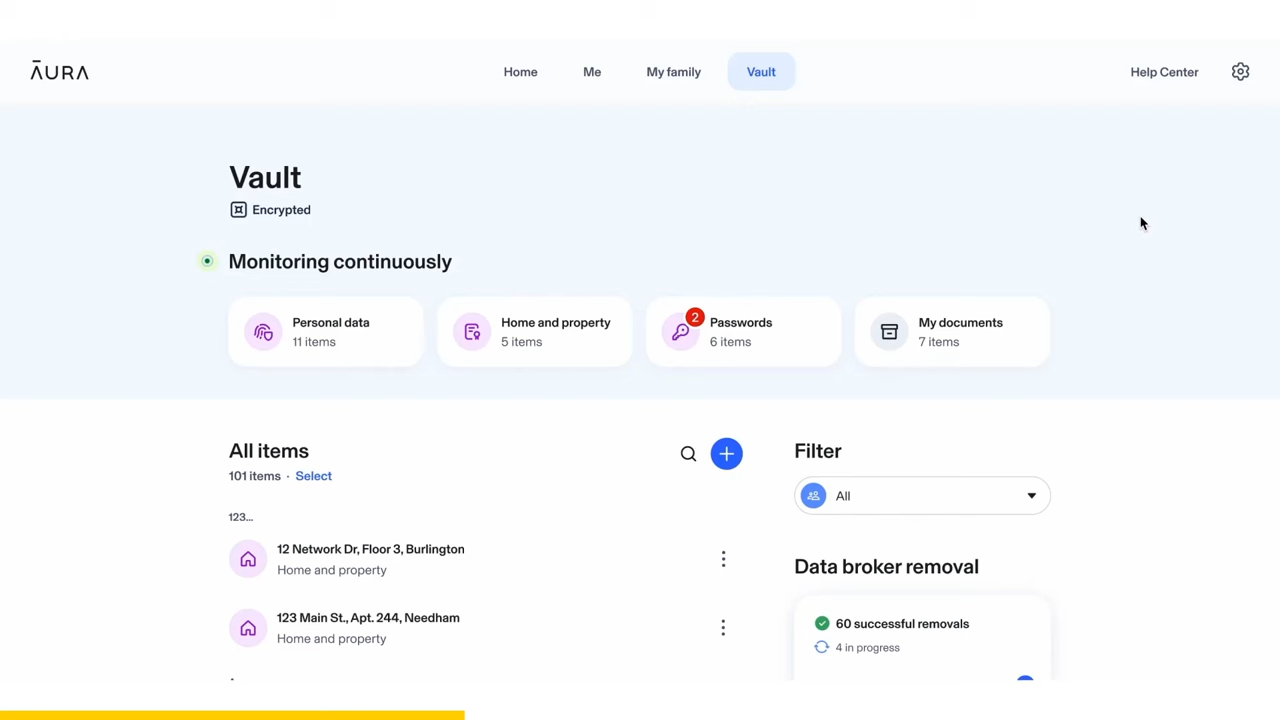 ĀURA
Home
Me
My family
Vault
Help Center
Vault
Encrypted
Monitoring continuously
Personal data
11 items
Home and property
5 items
2
Passwords
6 items
My documents
7 items
All items
101 items · Select
123...
12 Network Dr, Floor 3, Burlington
Home and property
123 Main St., Apt. 244, Needham
Home and property
Filter
All
Data broker removal
60 successful removals
4 in progress